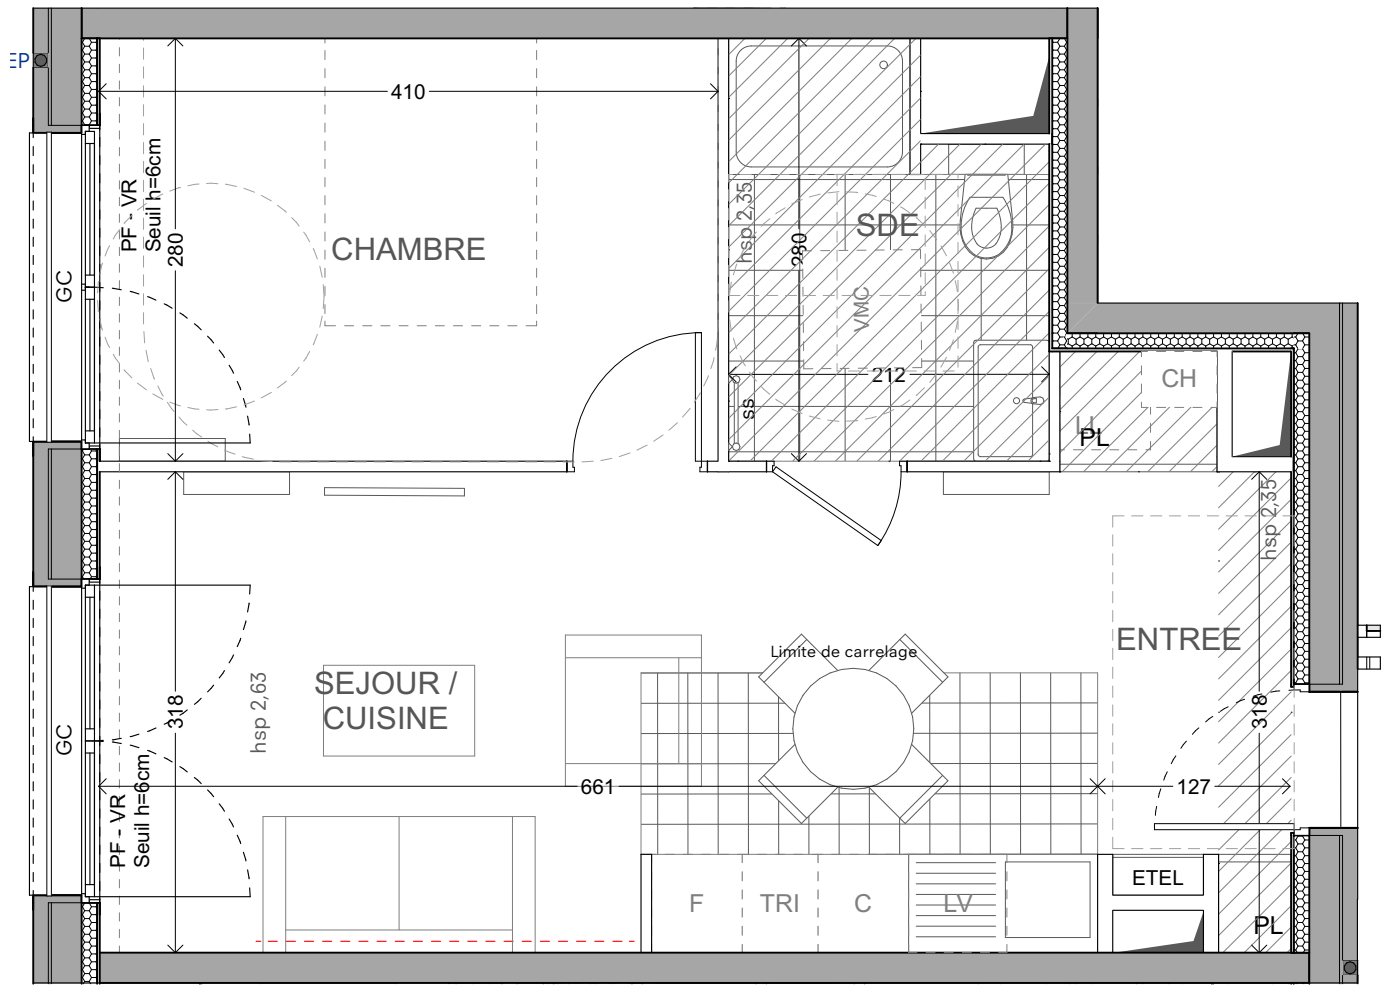 EP
410
PF - VR
Seuil h=6cm
280
GC
CHAMBRE
hsp 2,35
SDE
280
VMC
212
ss
CH
LL
PL
hsp 2,35
ENTREE
Limite de carrelage
SEJOUR /
CUISINE
hsp 2,63
318
GC
PF - VR
Seuil h=6cm
661
127
318
F
TRI
C
LV
ETEL
PL